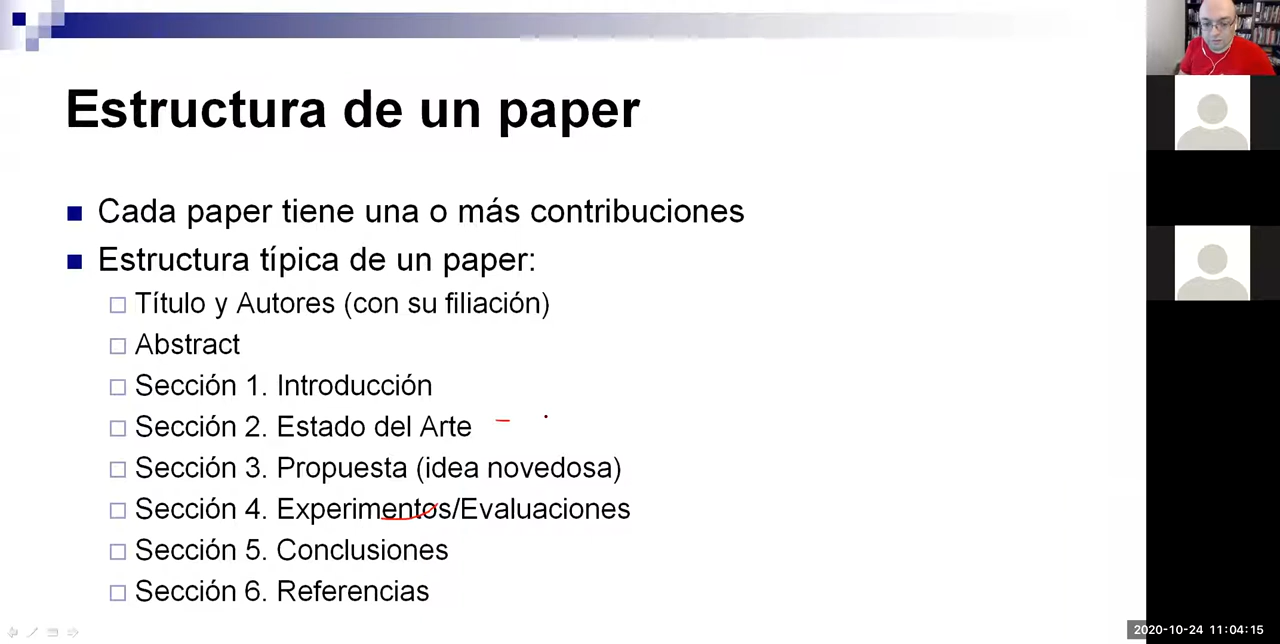 Estructura de un paper
Cada paper tiene una o más contribuciones
Estructura típica de un paper:
Título y Autores (con su filiación)
Abstract
Sección 1. Introducción
Sección 2. Estado del Arte
Sección 3. Propuesta (idea novedosa)
Sección 4. Experimentos/Evaluaciones
Sección 5. Conclusiones
Sección 6. Referencias
2020-10-24 11:04:15